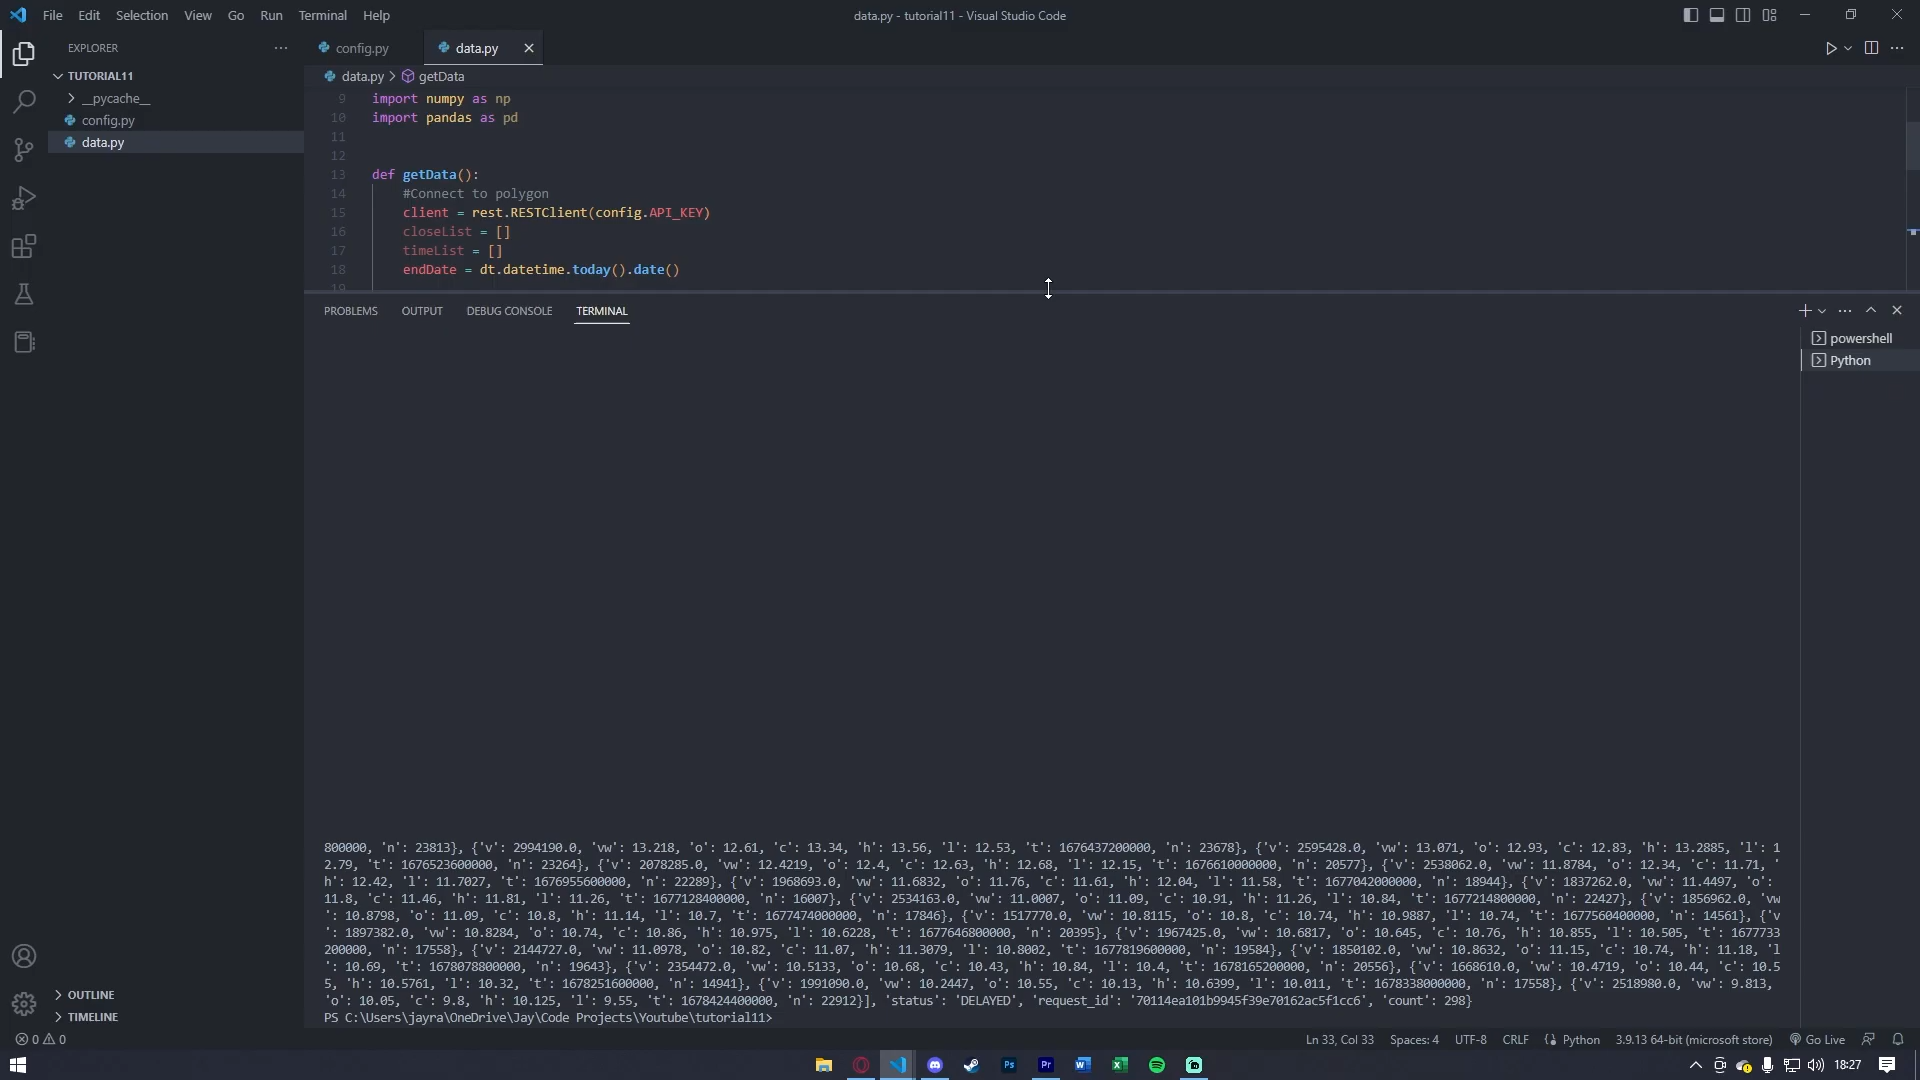 File Edit Selection View Go Run Terminal Help
data.py - tutorial11 - Visual Studio Code
EXPLORER
TUTORIAL11
__pycache__
config.py
data.py
OUTLINE
TIMELINE
config.py
data.py
data.py > getData
9 import numpy as np
10 import pandas as pd
11
12
13 def getData():
14 #Connect to polygon
15 client = rest.RESTClient(config.API_KEY)
16 closeList = []
17 timeList = []
18 endDate = dt.datetime.today().date()
19
PROBLEMS OUTPUT DEBUG CONSOLE TERMINAL
powershell
Python
800000, 'n': 23813}, {'v': 2994190.0, 'vw': 13.218, 'o': 12.61, 'c': 13.34, 'h': 13.56, 'l': 12.53, 't': 1676437200000, 'n': 23678}, {'v': 2595428.0, 'vw': 13.071, 'o': 12.93, 'c': 12.83, 'h': 13.2885, 'l': 1
2.79, 't': 1676523600000, 'n': 23264}, {'v': 2078285.0, 'vw': 12.4219, 'o': 12.4, 'c': 12.63, 'h': 12.68, 'l': 12.15, 't': 1676610000000, 'n': 20577}, {'v': 2538062.0, 'vw': 11.8784, 'o': 12.34, 'c': 11.71, '
h': 12.42, 'l': 11.7027, 't': 1676955600000, 'n': 22289}, {'v': 1968693.0, 'vw': 11.6832, 'o': 11.76, 'c': 11.61, 'h': 12.04, 'l': 11.58, 't': 1677042000000, 'n': 18944}, {'v': 1837262.0, 'vw': 11.4497, 'o':
11.8, 'c': 11.46, 'h': 11.81, 'l': 11.26, 't': 1677128400000, 'n': 16007}, {'v': 2534163.0, 'vw': 11.0007, 'o': 11.09, 'c': 10.91, 'h': 11.26, 'l': 10.84, 't': 1677214800000, 'n': 22427}, {'v': 1856962.0, 'vw
': 10.8798, 'o': 11.09, 'c': 10.8, 'h': 11.14, 'l': 10.7, 't': 1677474000000, 'n': 17846}, {'v': 1517770.0, 'vw': 10.8115, 'o': 10.8, 'c': 10.74, 'h': 10.9887, 'l': 10.74, 't': 1677560400000, 'n': 14561}, {'v
': 1897382.0, 'vw': 10.8284, 'o': 10.74, 'c': 10.86, 'h': 10.975, 'l': 10.6228, 't': 1677646800000, 'n': 20395}, {'v': 1967425.0, 'vw': 10.6817, 'o': 10.645, 'c': 10.76, 'h': 10.855, 'l': 10.505, 't': 1677733
200000, 'n': 17558}, {'v': 2144727.0, 'vw': 11.0978, 'o': 10.82, 'c': 11.07, 'h': 11.3079, 'l': 10.8002, 't': 1677819600000, 'n': 19584}, {'v': 1850102.0, 'vw': 10.8632, 'o': 11.15, 'c': 10.74, 'h': 11.18, 'l
': 10.69, 't': 1678078800000, 'n': 19643}, {'v': 2354472.0, 'vw': 10.5133, 'o': 10.68, 'c': 10.43, 'h': 10.84, 'l': 10.4, 't': 1678165200000, 'n': 20556}, {'v': 1668610.0, 'vw': 10.4719, 'o': 10.44, 'c': 10.5
5, 'h': 10.5761, 'l': 10.32, 't': 1678251600000, 'n': 14941}, {'v': 1991090.0, 'vw': 10.2447, 'o': 10.55, 'c': 10.13, 'h': 10.6399, 'l': 10.011, 't': 1678338000000, 'n': 17558}, {'v': 2518980.0, 'vw': 9.813,
'o': 10.05, 'c': 9.8, 'h': 10.125, 'l': 9.55, 't': 1678424400000, 'n': 22912}], 'status': 'DELAYED', 'request_id': '70114ea101b9945f39e70162ac5f1cc6', 'count': 298}
PS C:\Users\jayra\OneDrive\Jay\Code Projects\Youtube\tutorial11>
0 0
Ln 33, Col 33 Spaces: 4 UTF-8 CRLF Python 3.9.13 64-bit (microsoft store) Go Live
Ps Pr W X
18:27